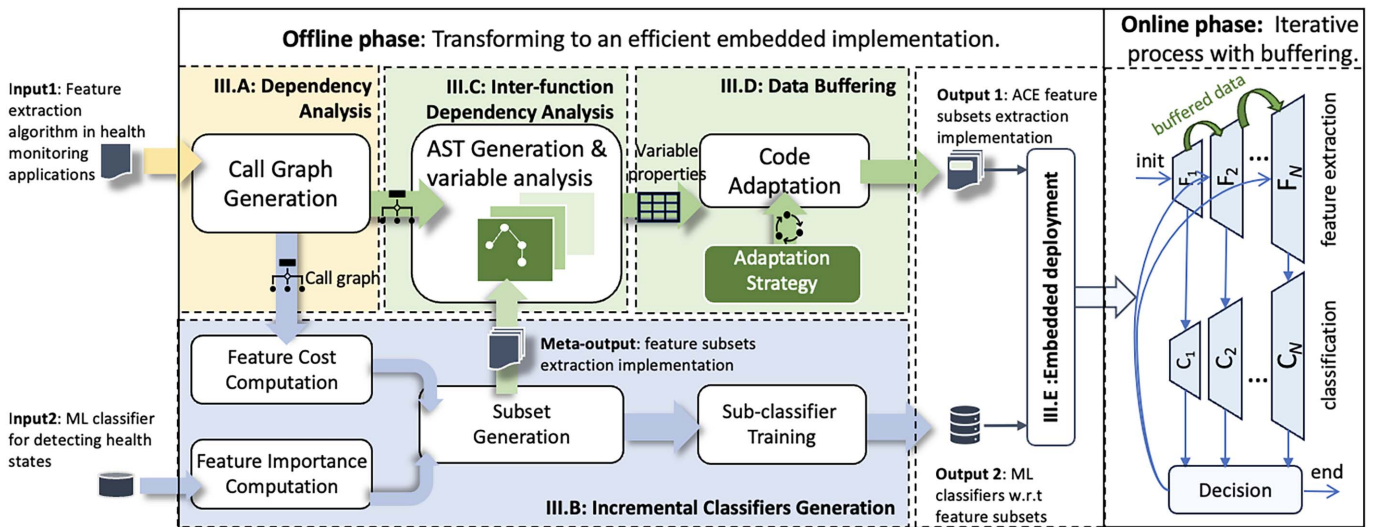 Offline phase: Transforming to an efficient embedded implementation.
Online phase: Iterative
process with buffering.
Input1: Feature
extraction
algorithm in health
monitoring
applications
III.A: Dependency
Analysis
Call Graph
Generation
Call graph
III.C: Inter-function
Dependency Analysis
AST Generation &
variable analysis
Variable
properties
III.D: Data Buffering
Code
Adaptation
Adaptation
Strategy
Output 1: ACE feature
subsets extraction
implementation
III.E :Embedded deployment
Input2: ML classifier
for detecting health
states
Feature Cost
Computation
Feature Importance
Computation
Meta-output: feature subsets
extraction implementation
Subset
Generation
Sub-classifier
Training
III.B: Incremental Classifiers Generation
Output 2: ML
classifiers w.r.t
feature subsets
buffered data
init
F1
F2
...
FN
feature extraction
C1
C2
...
CN
classification
Decision
end